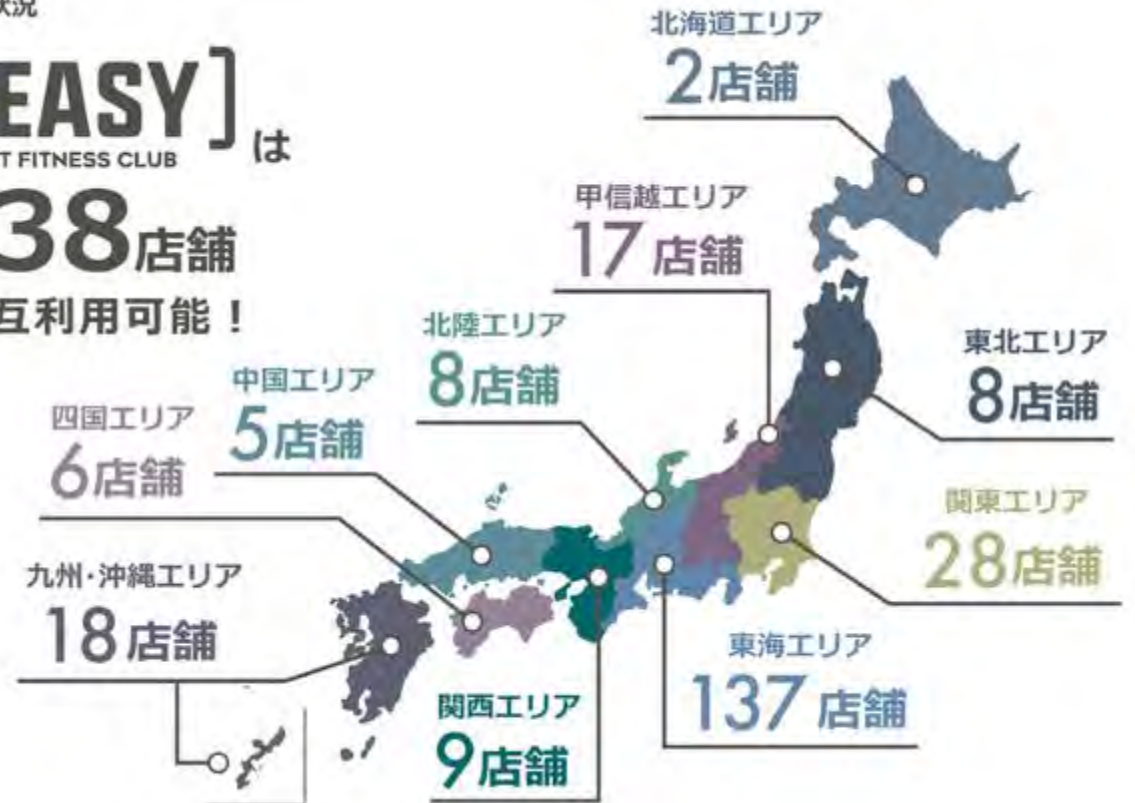 状況
EASY]
T FITNESS CLUB
は
38店舗
互利用可能！
北海道エリア
2店舗
甲信越エリア
17店舗
北陸エリア
8店舗
東北エリア
8店舗
中国エリア
5店舗
四国エリア
6店舗
関東エリア
28店舗
九州・沖縄エリア
18店舗
東海エリア
137店舗
関西エリア
9店舗